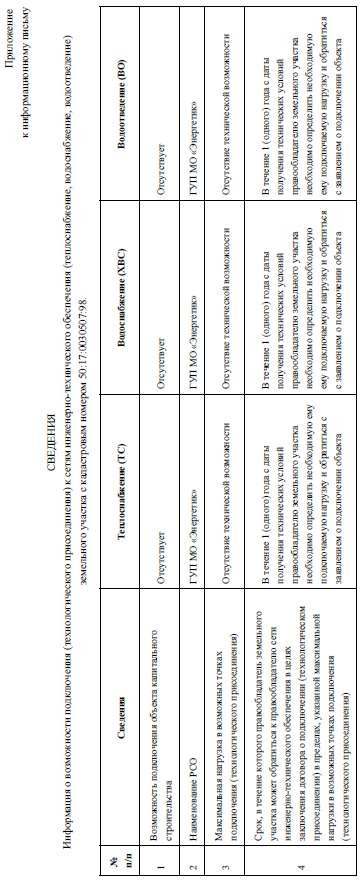 Приложение
к информационному письму
СВЕДЕНИЯ
Информация о возможности подключения (технологического присоединения) к сетям инженерно-технического обеспечения (теплоснабжение, водоснабжение, водоотведение)
земельного участка с кадастровым номером 50:17:0030507:98.
№
п/п
Сведения
Теплоснабжение (ТС)
Водоснабжение (ХВС)
Водоотведение (ВО)
1
Возможность подключения объекта капитального
строительства
Отсутствует
Отсутствует
Отсутствует
2
Наименование РСО
ГУП МО «Энергетик»
ГУП МО «Энергетик»
ГУП МО «Энергетик»
3
Максимальная нагрузка в возможных точках
подключения (технологического присоединения)
Отсутствие технической возможности
Отсутствие технической возможности
Отсутствие технической возможности
4
Срок, в течение которого правообладатель земельного
участка может обратиться к правообладателю сети
инженерно-технического обеспечения в целях
заключения договора о подключении (технологическом
присоединении) в пределах, указанной максимальной
нагрузки в возможных точках подключения
(технологического присоединения)
В течение 1 (одного) года с даты
получения технических условий
правообладателю земельного участка
необходимо определить необходимую ему
подключаемую нагрузку и обратиться с
заявлением о подключении объекта
В течение 1 (одного) года с даты
получения технических условий
правообладателю земельного участка
необходимо определить необходимую
ему подключаемую нагрузку и обратиться
с заявлением о подключении объекта
В течение 1 (одного) года с даты
получения технических условий
правообладателю земельного участка
необходимо определить необходимую
ему подключаемую нагрузку и обратиться
с заявлением о подключении объекта